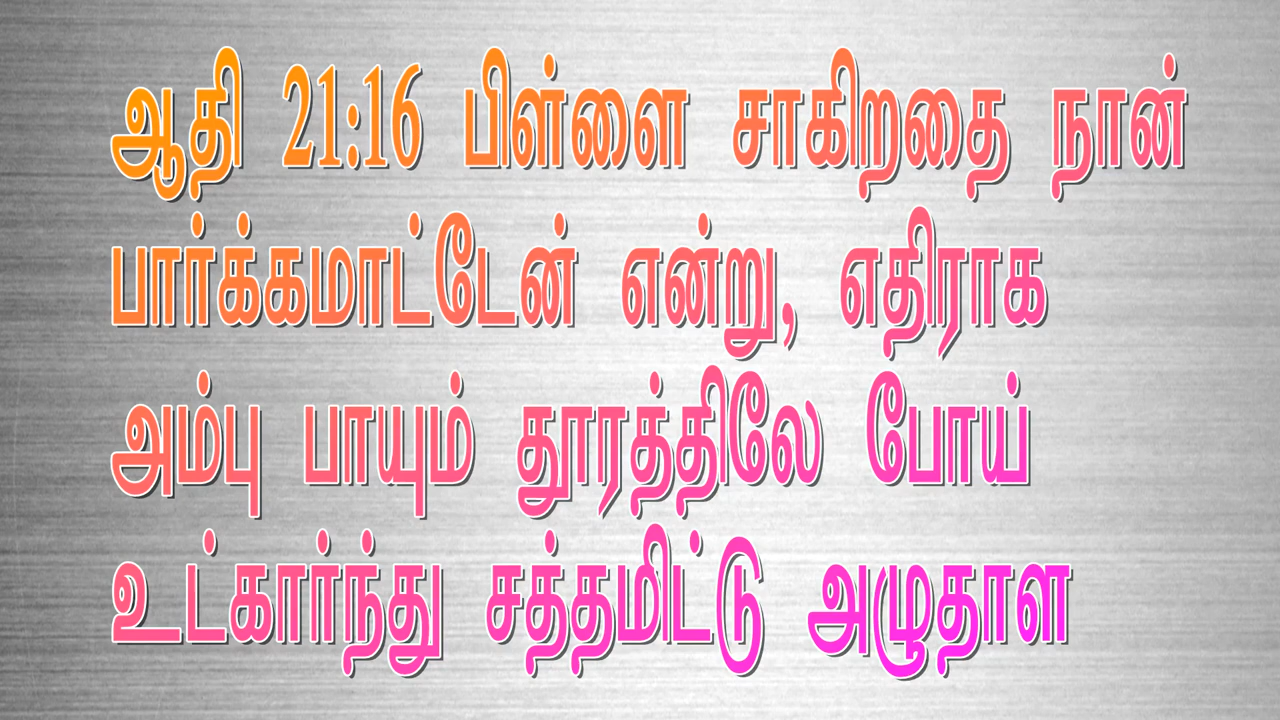 ஆதி 21:16 பிள்ளை சாகிறதை நான்
பார்க்கமாட்டேன் என்று, எதிராக
அம்பு பாயும் தூரத்திலே போய்
உட்கார்ந்து சத்தமிட்டு அழுதாள